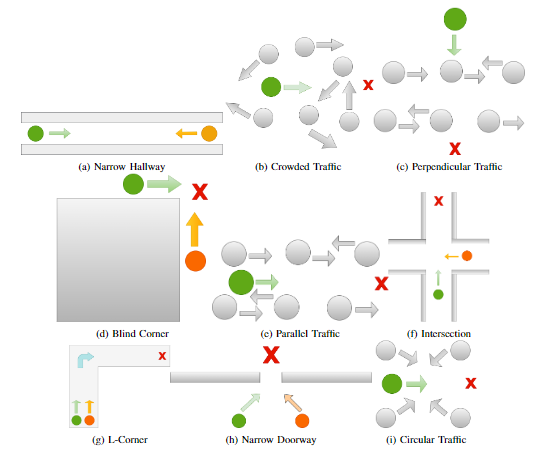 (a) Narrow Hallway
(b) Crowded Traffic
(c) Perpendicular Traffic
(d) Blind Corner
(e) Parallel Traffic
(f) Intersection
(g) L-Corner
(h) Narrow Doorway
(i) Circular Traffic